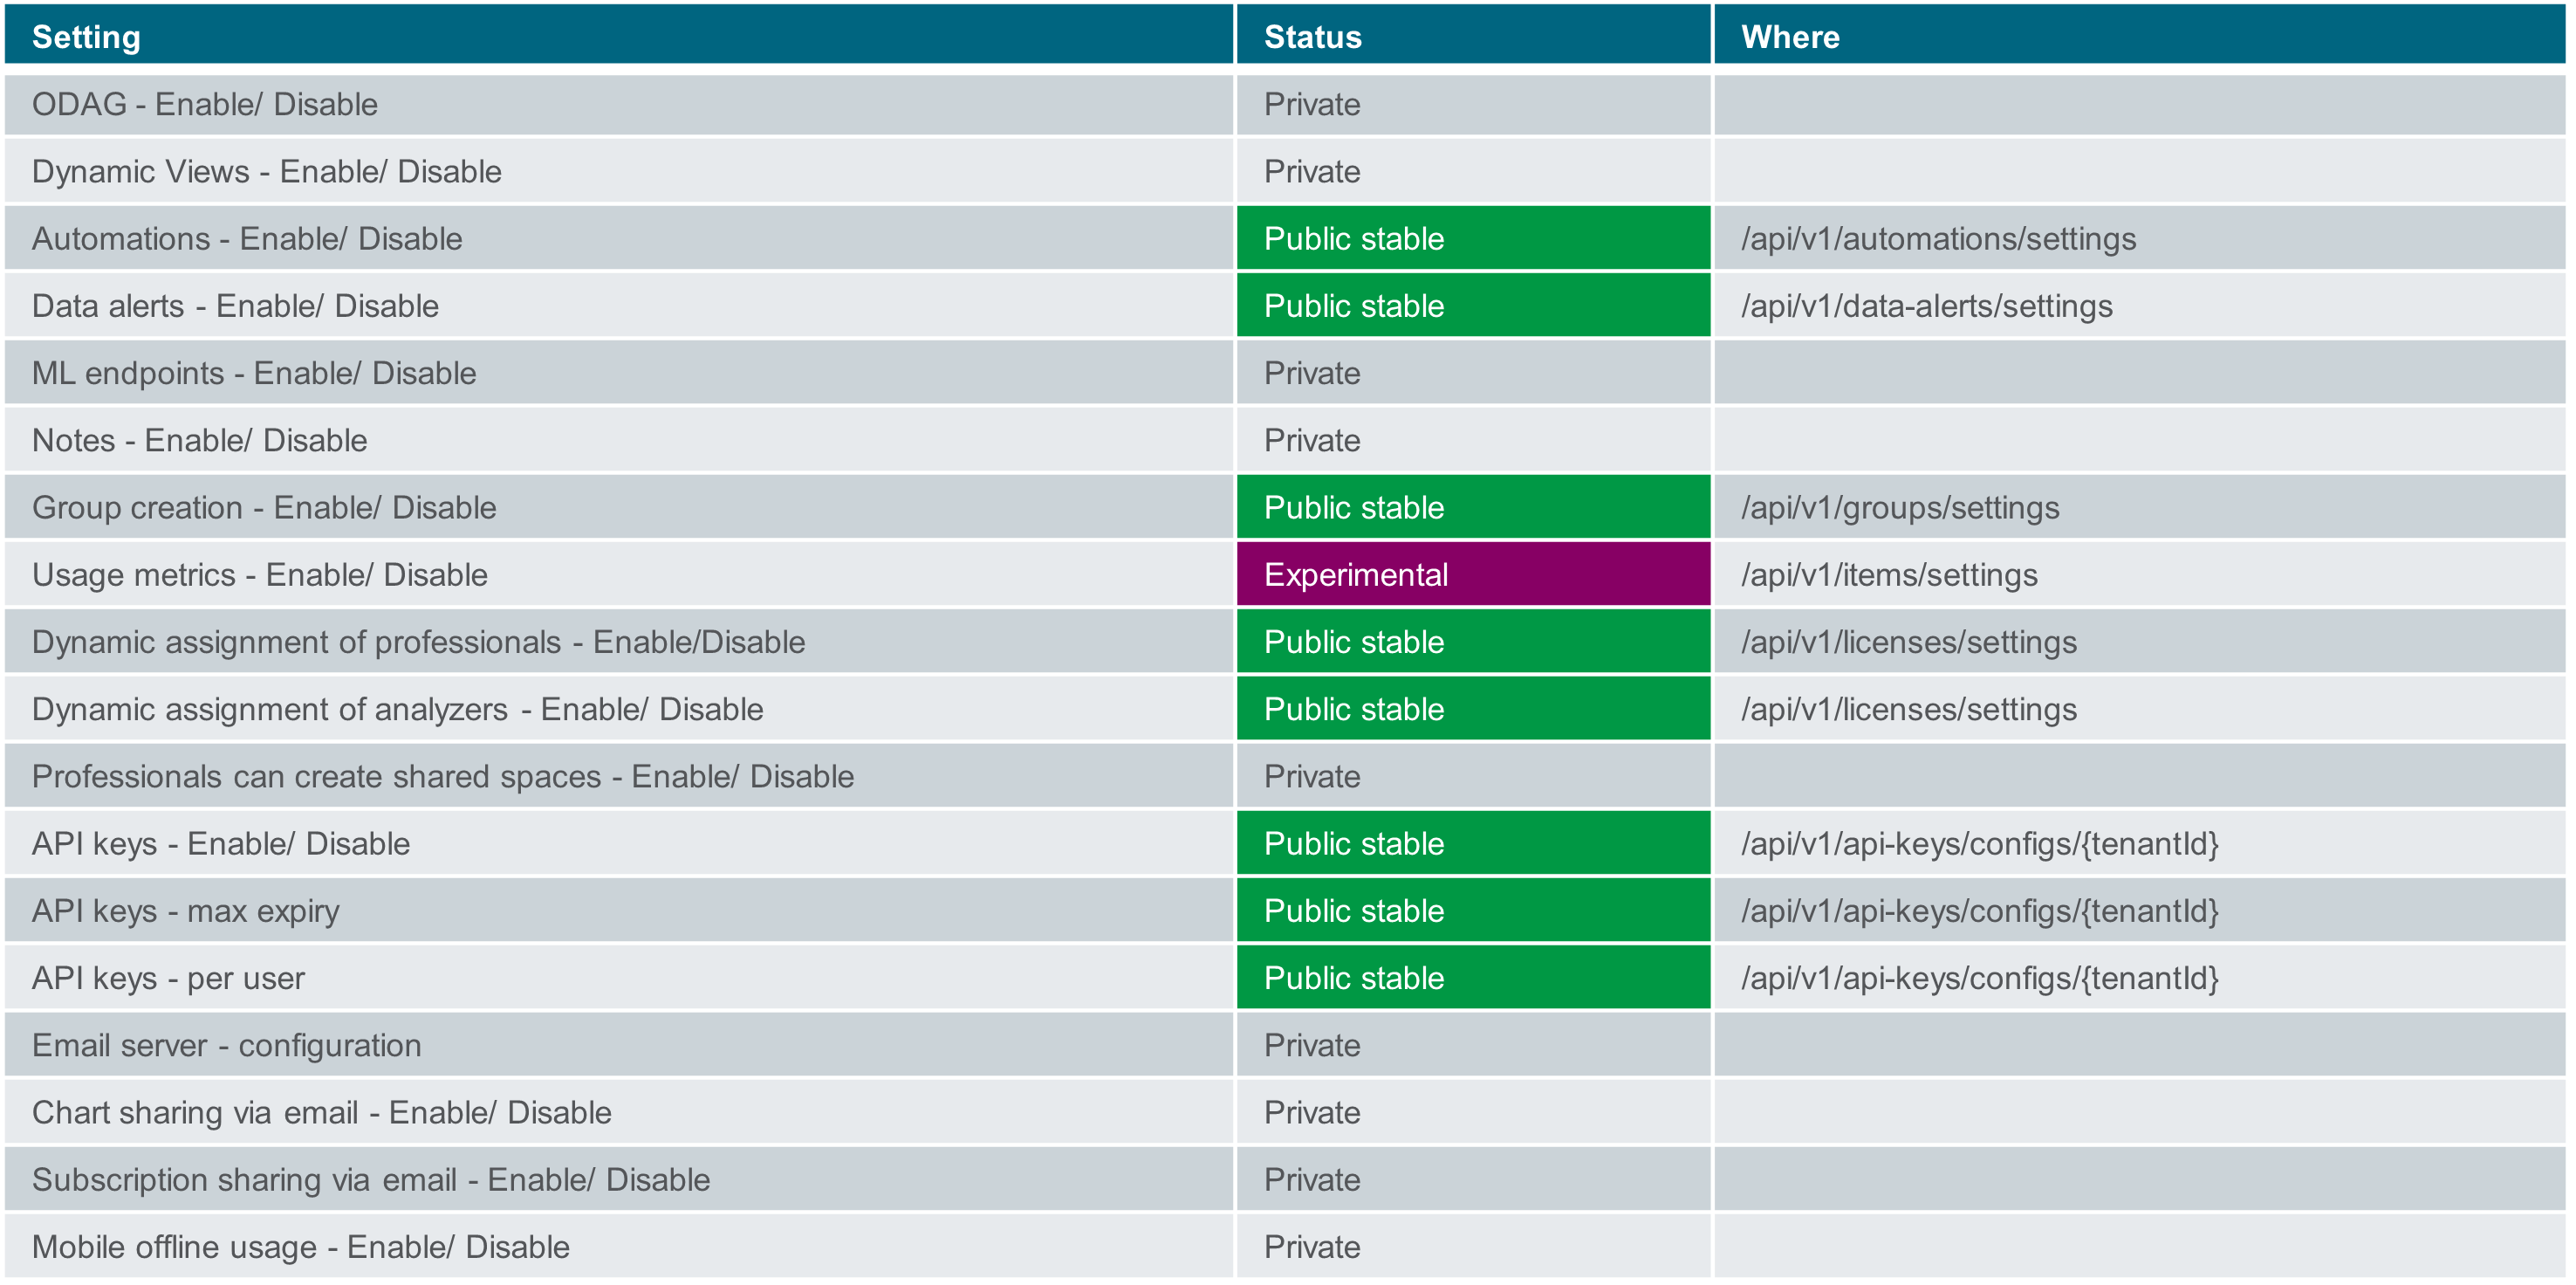 Setting Status Where
ODAG - Enable/ Disable Private
Dynamic Views - Enable/ Disable Private
Automations - Enable/ Disable Public stable /api/v1/automations/settings
Data alerts - Enable/ Disable Public stable /api/v1/data-alerts/settings
ML endpoints - Enable/ Disable Private
Notes - Enable/ Disable Private
Group creation - Enable/ Disable Public stable /api/v1/groups/settings
Usage metrics - Enable/ Disable Experimental /api/v1/items/settings
Dynamic assignment of professionals - Enable/Disable Public stable /api/v1/licenses/settings
Dynamic assignment of analyzers - Enable/ Disable Public stable /api/v1/licenses/settings
Professionals can create shared spaces - Enable/ Disable Private
API keys - Enable/ Disable Public stable /api/v1/api-keys/configs/{tenantId}
API keys - max expiry Public stable /api/v1/api-keys/configs/{tenantId}
API keys - per user Public stable /api/v1/api-keys/configs/{tenantId}
Email server - configuration Private
Chart sharing via email - Enable/ Disable Private
Subscription sharing via email - Enable/ Disable Private
Mobile offline usage - Enable/ Disable Private